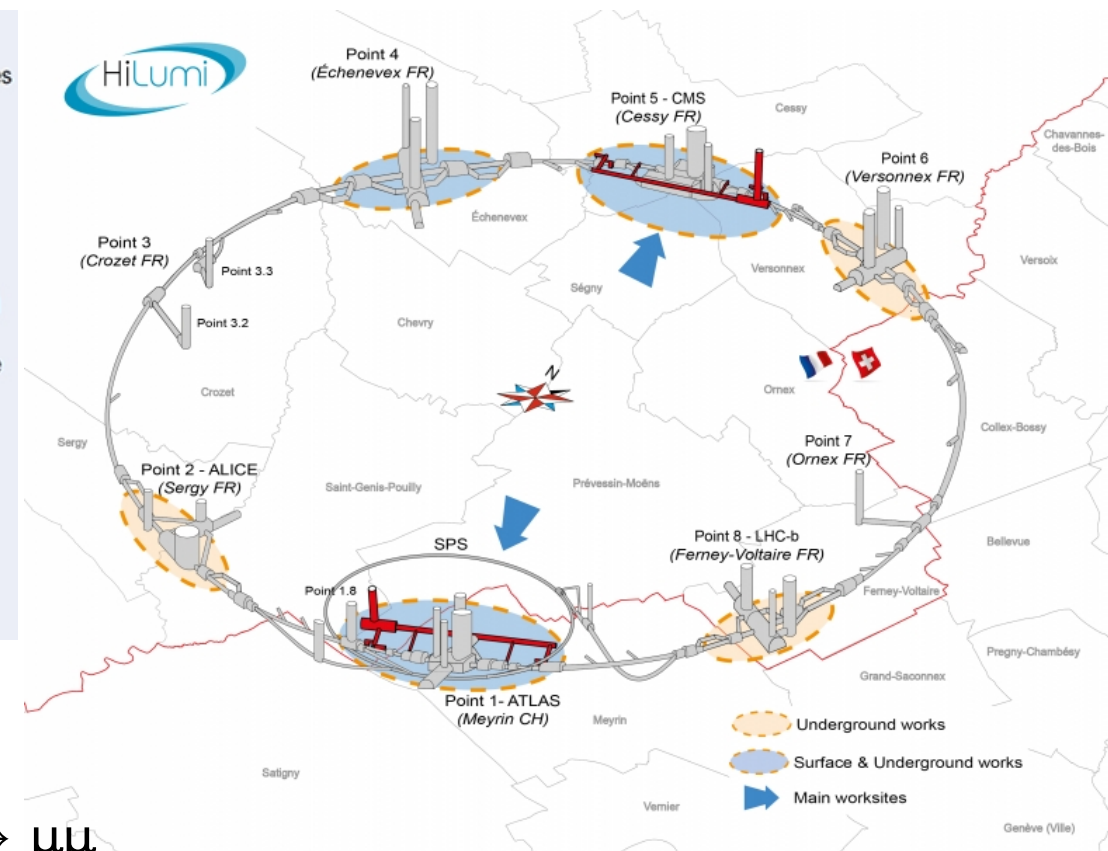 es
HiLumi
Point 4
(Échenevex FR)
Point 5 - CMS
(Cessy FR)
Cessy
Chavannes-
des-Bois
Point 6
(Versonnex FR)
Échenevex
Point 3
(Crozet FR)
Point 3.3
Versonnex
Versoix
Ségny
Point 3.2
Chevry
N
Crozet
Ornex
Sergy
Collex-Bossy
Point 7
(Ornex FR)
Point 2 - ALICE
(Sergy FR)
Saint-Genis-Pouilly
Prévessin-Moëns
SPS
Point 8 - LHC-b
(Ferney-Voltaire FR)
Bellevue
Point 1.8
Ferney-Voltaire
Pregny-Chambésy
Grand-Saconnex
Point 1- ATLAS
(Meyrin CH)
Meyrin
Underground works
Surface & Underground works
Main worksites
Satigny
Vernier
Genève (Ville)
μμ